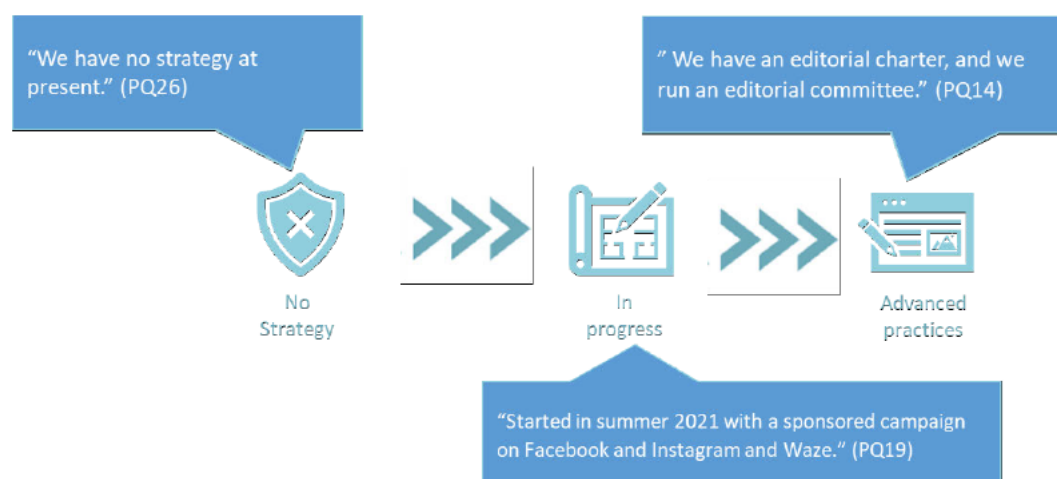 “We have no strategy at
present.” (PQ26)
” We have an editorial charter, and we
run an editorial committee.” (PQ14)
No
Strategy
In
progress
Advanced
practices
“Started in summer 2021 with a sponsored campaign
on Facebook and Instagram and Waze.” (PQ19)